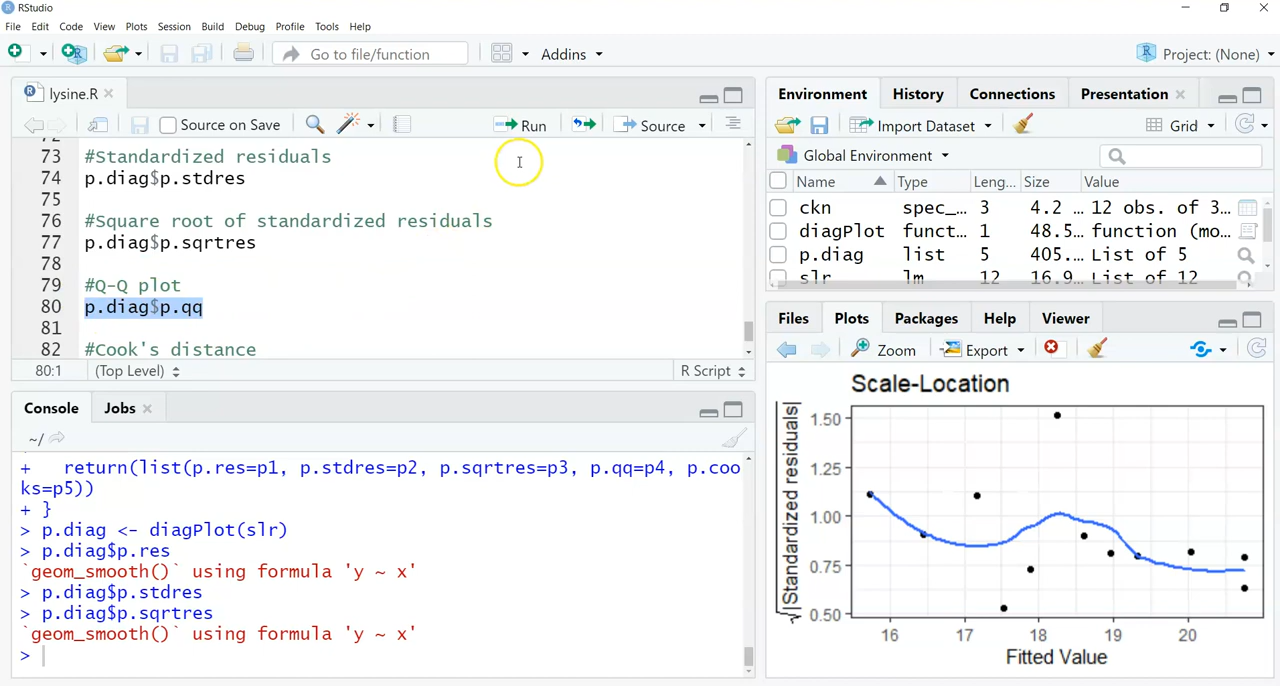 RStudio
File Edit Code View Plots Session Build Debug Profile Tools Help
Go to file/function Addins Project: (None)
lysine.R
Source on Save Run Source
73 #Standardized residuals
74 p.diag$p.stdres
75
76 #Square root of standardized residuals
77 p.diag$p.sqrtres
78
79 #Q-Q plot
80 p.diag$p.qq
81
82 #Cook's distance
80:1 (Top Level) R Script
Console Jobs
~/
+ return(list(p.res=p1, p.stdres=p2, p.sqrtres=p3, p.qq=p4, p.coo
ks=p5))
+ }
> p.diag <- diagPlot(slr)
> p.diag$p.res
`geom_smooth()` using formula 'y ~ x'
> p.diag$p.stdres
> p.diag$p.sqrtres
`geom_smooth()` using formula 'y ~ x'
>
Environment History Connections Presentation
Import Dataset Grid
Global Environment
Name Type Leng... Size Value
ckn spec_... 3 4.2 ... 12 obs. of 3...
diagPlot funct... 1 48.5... function (mo...
p.diag list 5 405.... List of 5
slr lm 12 16.9... List of 12
Files Plots Packages Help Viewer
Zoom Export
Scale-Location
√|Standardized residuals|
1.50
1.25
1.00
0.75
0.50
16 17 18 19 20
Fitted Value